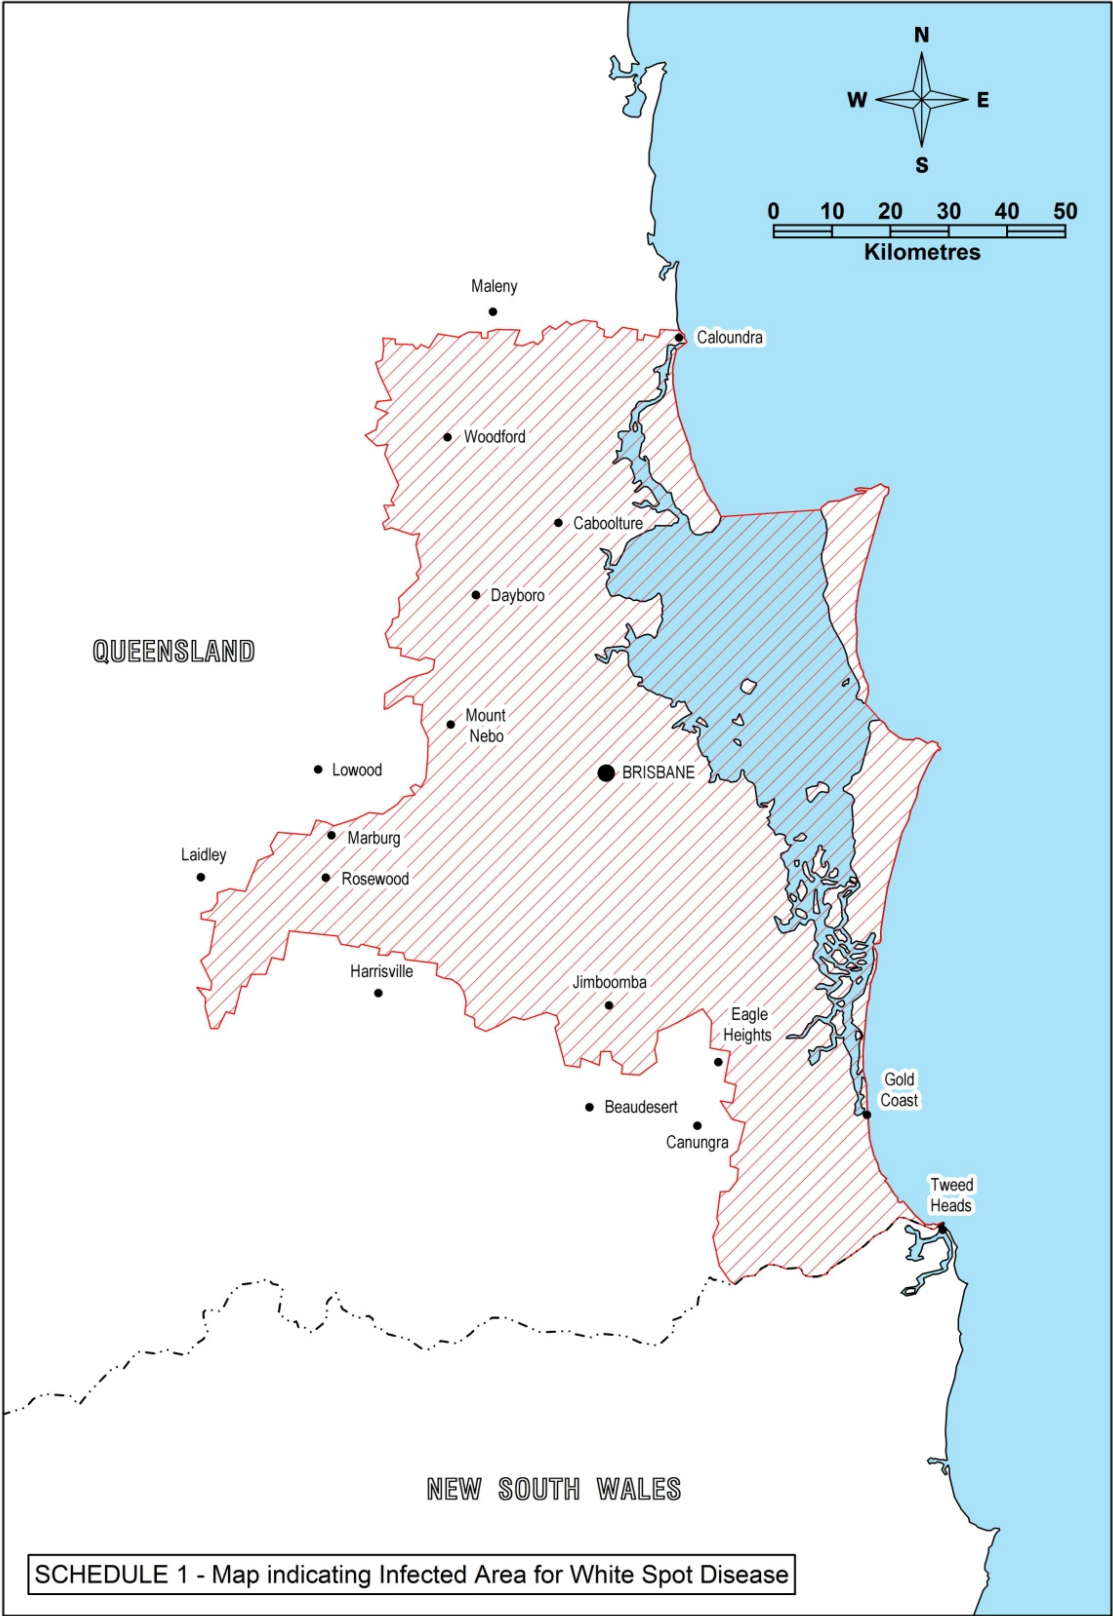 N
W E
S
0 10 20 30 40 50
Kilometres
Maleny
Caloundra
Woodford
Caboolture
Dayboro
QUEENSLAND
Mount
Nebo
Lowood
BRISBANE
Marburg
Laidley
Rosewood
Harrisville
Jimboomba
Eagle
Heights
Gold
Coast
Beaudesert
Canungra
Tweed
Heads
NEW SOUTH WALES
SCHEDULE 1 - Map indicating Infected Area for White Spot Disease